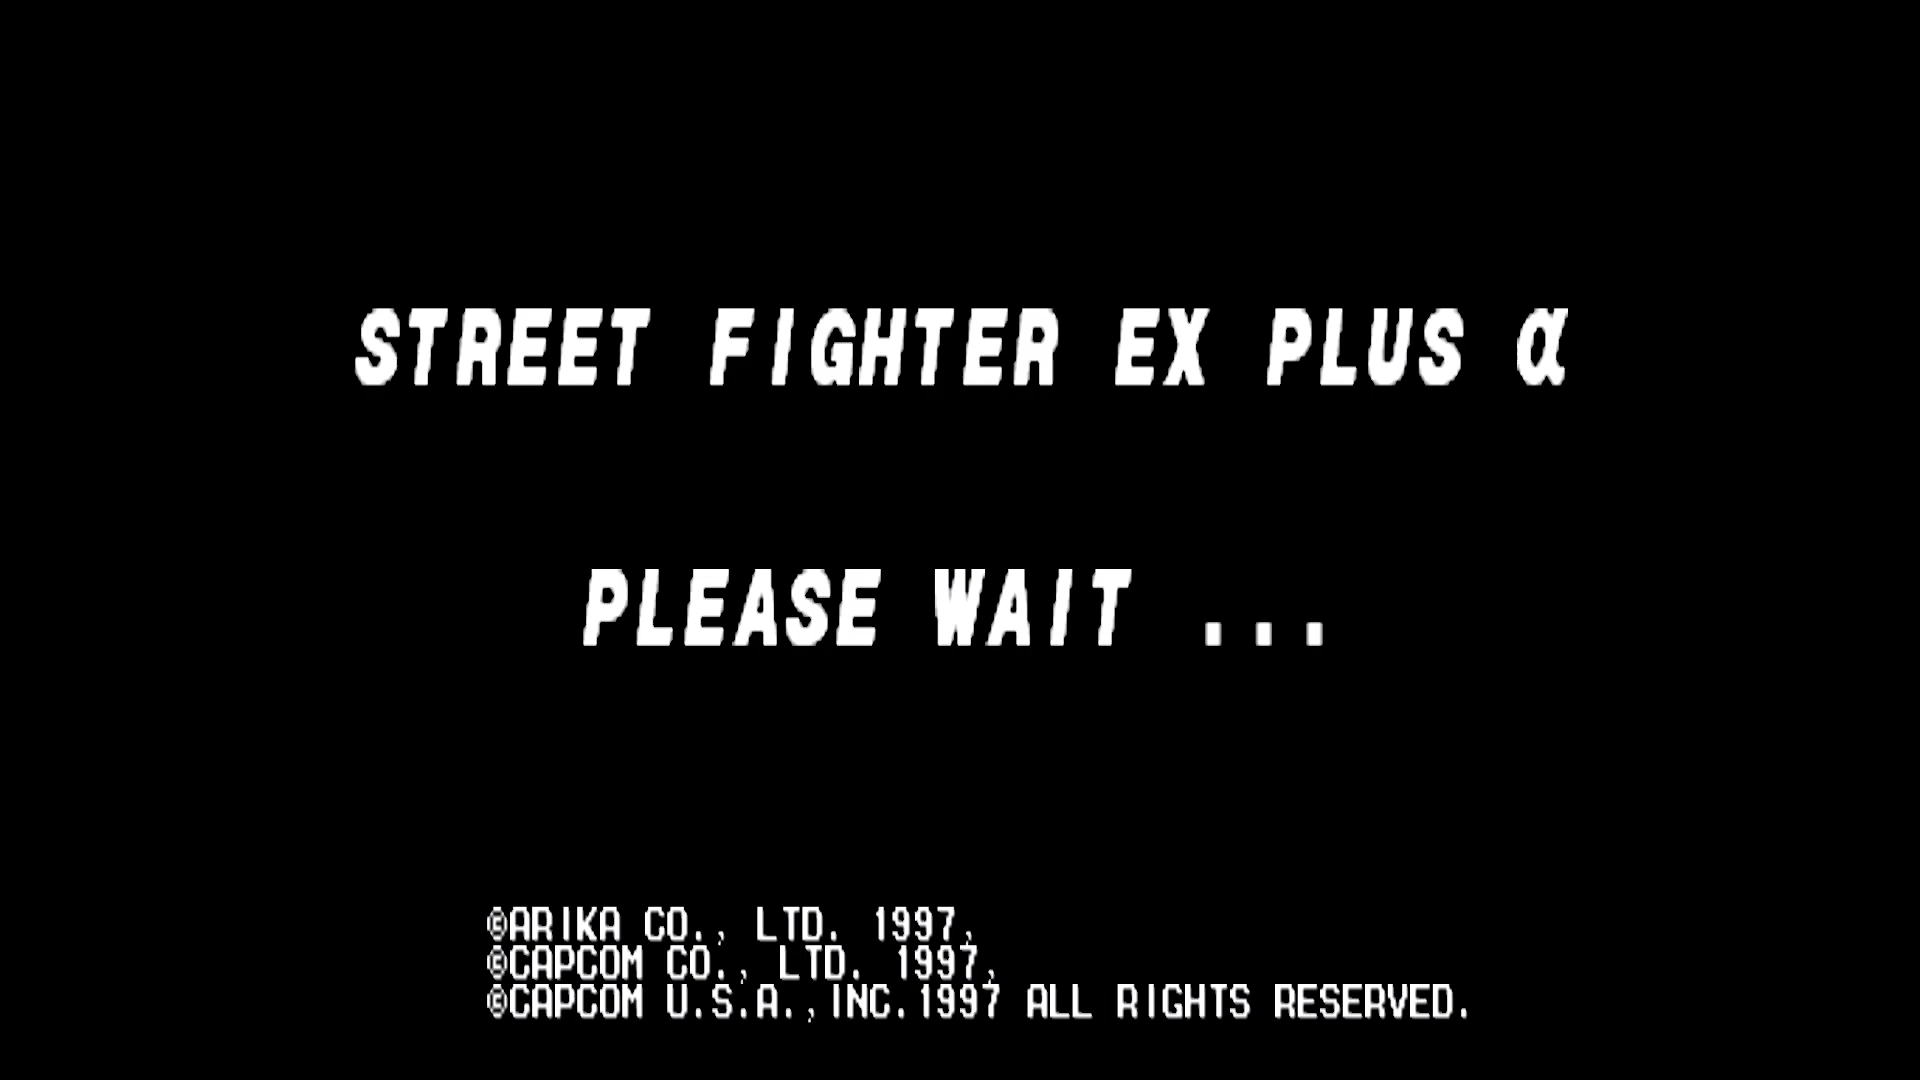 STREET FIGHTER EX PLUS α
PLEASE WAIT ...
©ARIKA CO., LTD. 1997,
©CAPCOM CO., LTD. 1997,
©CAPCOM U.S.A.,INC.1997 ALL RIGHTS RESERVED.